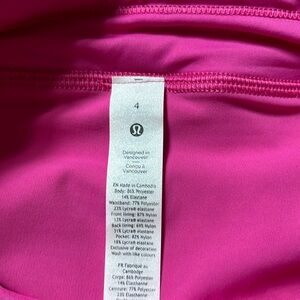 4
Designed in
Vancouver
Conçu à
Vancouver
EN Made in Cambodia
Body: 86% Polyester
14% Elastane
Waistband: 77% Polyester
23% Lycra® elastane
Front lining: 87% Nylon
13% Lycra® elastane
Back lining: 69% Nylon
31% Lycra® elastane
Pocket: 82% Nylon
18% Lycra® elastane
Exclusive of decoration
Wash with like colours
FR Fabriqué au
Cambodge
Corps: 86% Polyester
14% Élasthanne
Ceinture: 77% Polyester
23% Élasthanne